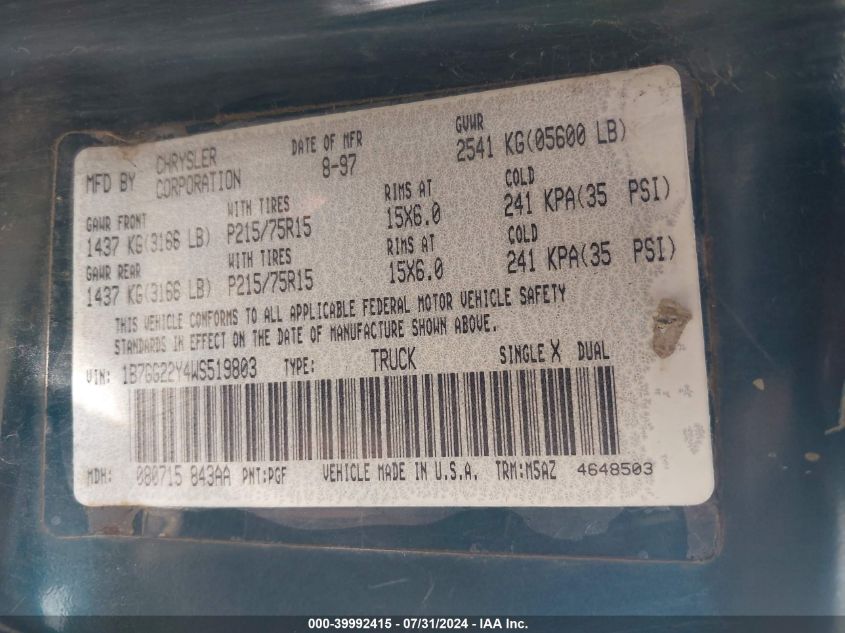 MFD BY CHRYSLER CORPORATION DATE OF MFR 8-97 GVWR 2541 KG(05600 LB)
GAWR FRONT WITH TIRES RIMS AT COLD
1437 KG(3166 LB) P215/75R15 15X6.0 241 KPA(35 PSI)
GAWR REAR WITH TIRES RIMS AT COLD
1437 KG(3166 LB) P215/75R15 15X6.0 241 KPA(35 PSI)
THIS VEHICLE CONFORMS TO ALL APPLICABLE FEDERAL MOTOR VEHICLE SAFETY
STANDARDS IN EFFECT ON THE DATE OF MANUFACTURE SHOWN ABOVE.
VIN: 1B7GG22Y4WS519803 TYPE: TRUCK SINGLE X DUAL
MDH: 080715 843AA PNT:PGF VEHICLE MADE IN U.S.A. TRM:M5AZ 4648503
000-39992415 - 07/31/2024 - IAA Inc.